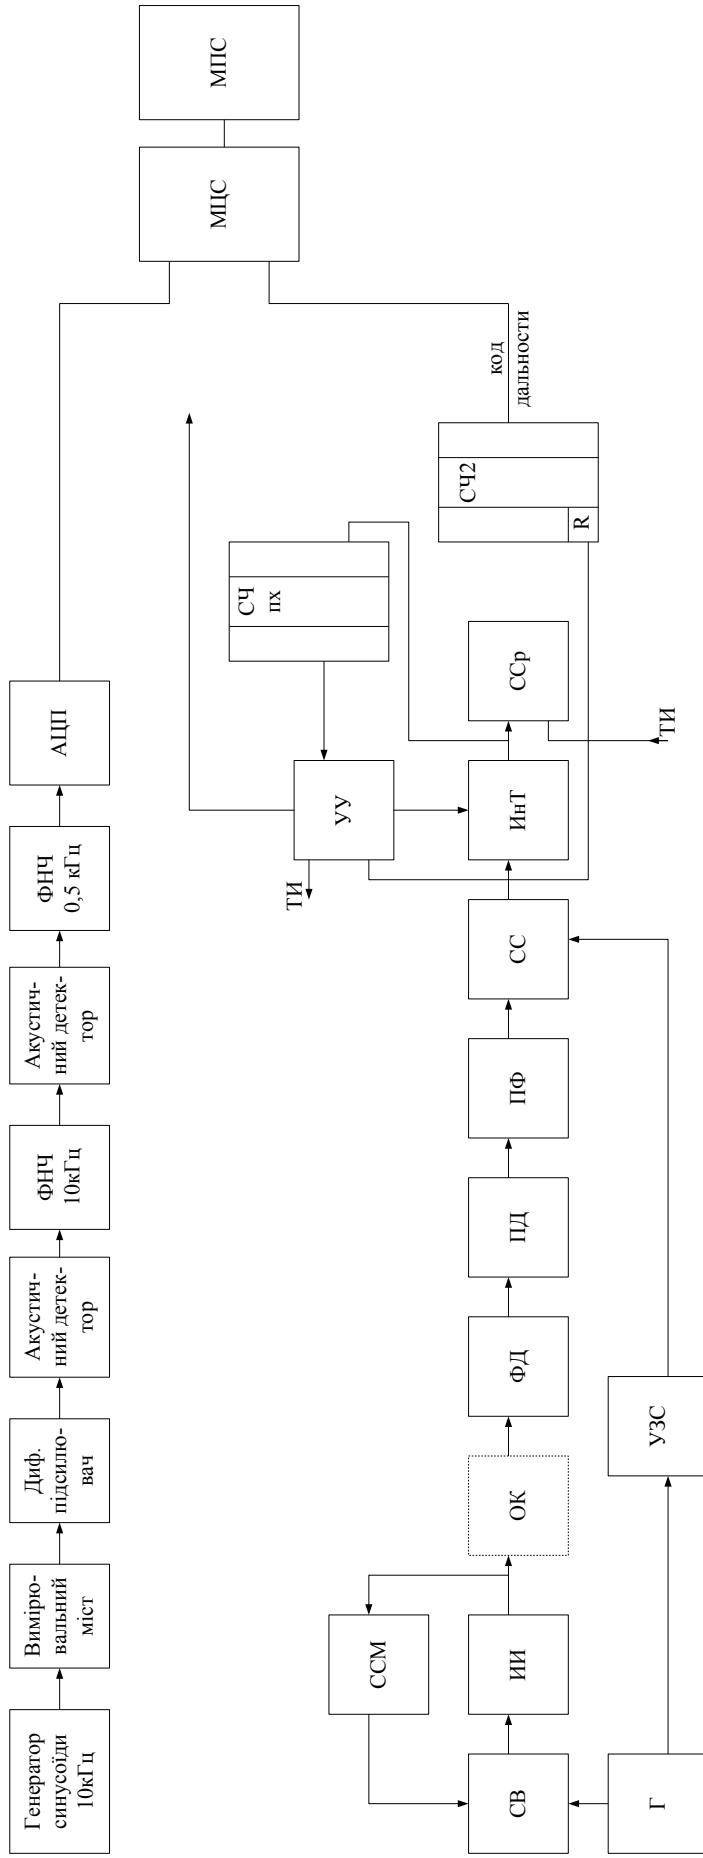 Генератор
синусоїди
10кГц
Вимірю-
вальний
міст
Диф.
підсилю-
вач
Акустич-
ний детек-
тор
ФНЧ
10кГц
Акустич-
ний детек-
тор
ФНЧ
0,5 кГц
АЦП
МЦС
МПС
СЧ
пх
УУ
ТИ
ССМ
СВ
ИИ
ОК
ФД
ПД
ПФ
СС
ИнТ
ССр
ТИ
СЧ2
R
код
дальности
Г
УЗС